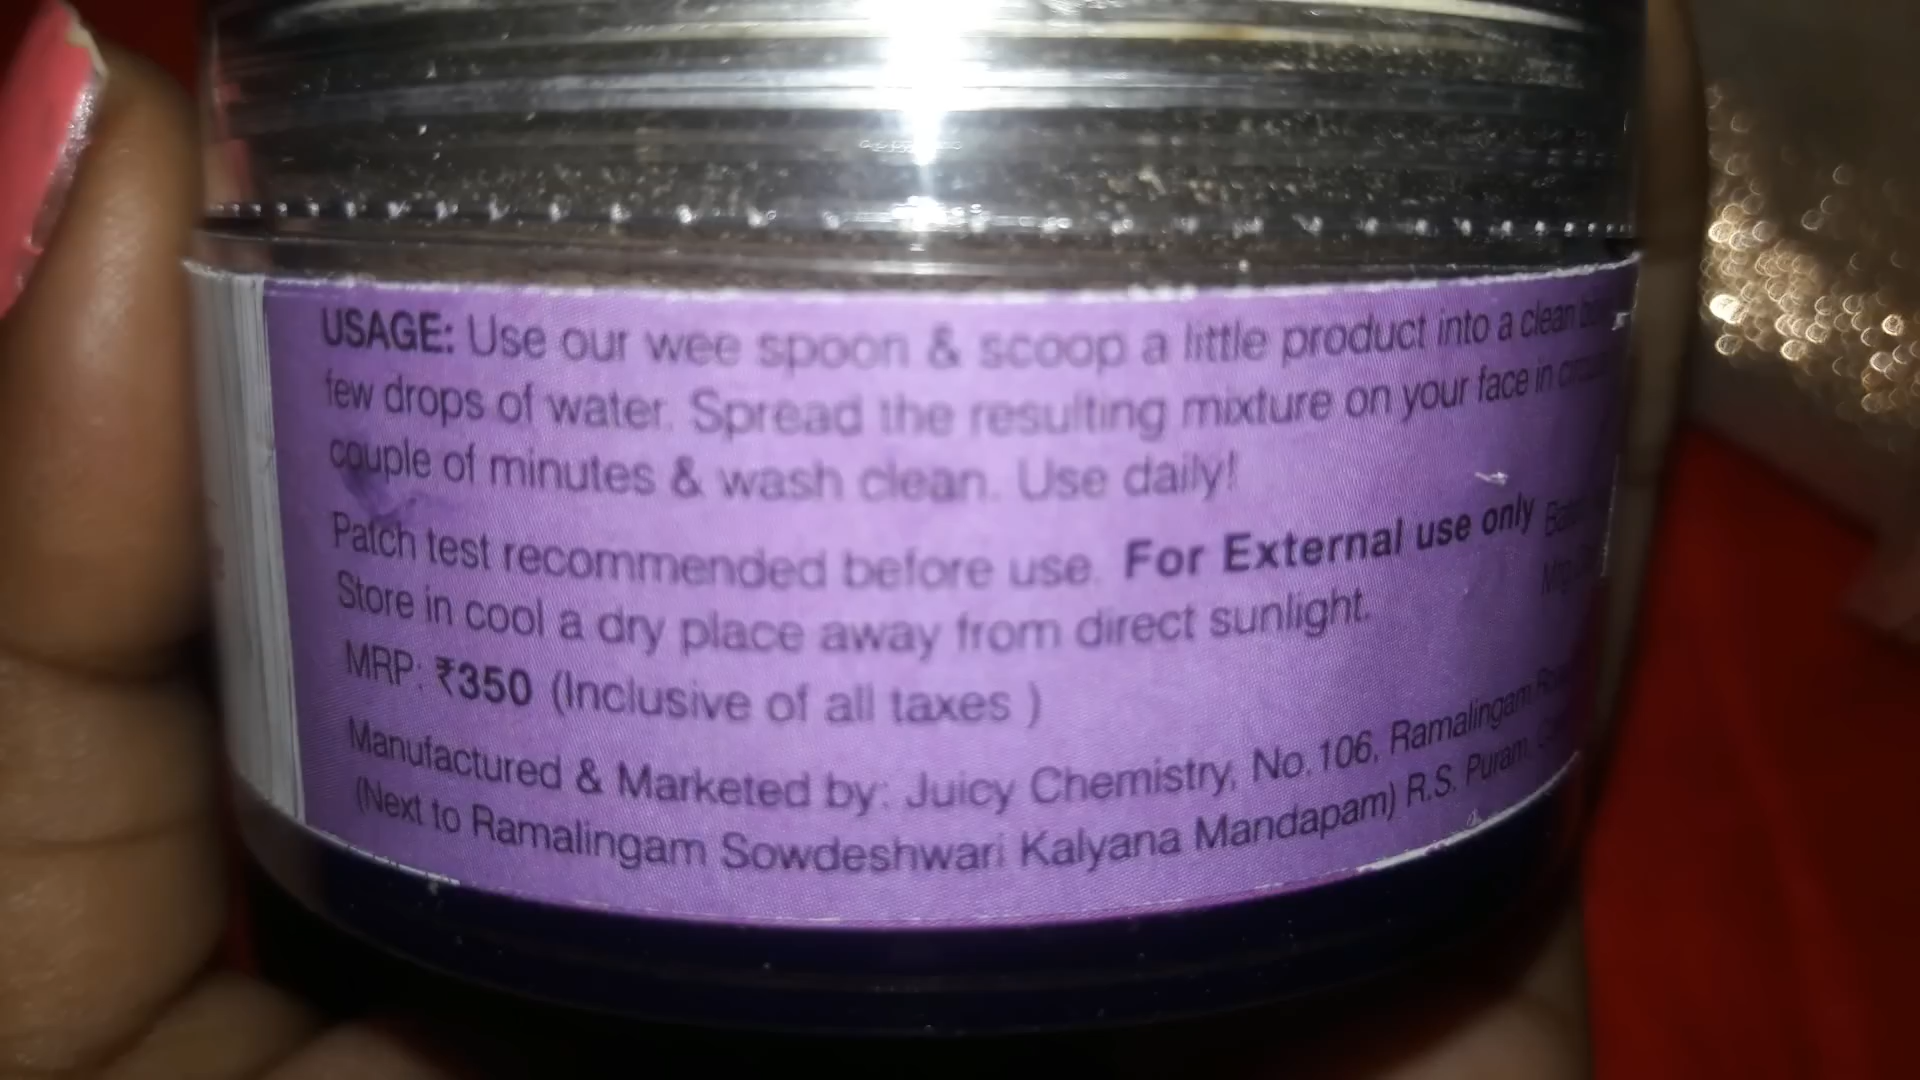 USAGE: Use our wee spoon & scoop a little product into a clean
few drops of water. Spread the resulting mixture on your face in
couple of minutes & wash clean. Use daily!
Patch test recommended before use. For External use only
Store in cool a dry place away from direct sunlight.
MRP: ₹350 (Inclusive of all taxes )
Manufactured & Marketed by: Juicy Chemistry, No. 106, Ramalingam
(Next to Ramalingam Sowdeshwari Kalyana Mandapam) R.S. Puram,